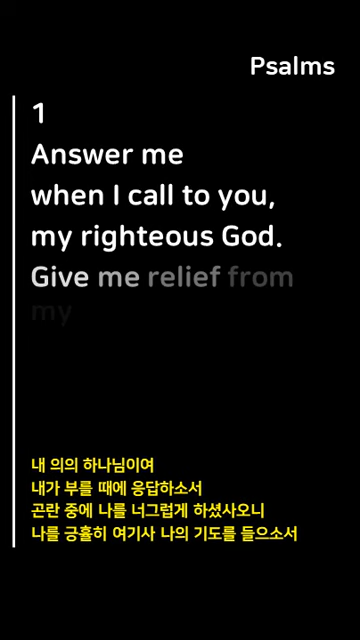 Psalms
1
Answer me
when I call to you,
my righteous God.
Give me relief from
my
내 의의 하나님이여
내가 부를 때에 응답하소서
곤란 중에 나를 너그럽게 하셨사오니
나를 긍휼히 여기사 나의 기도를 들으소서